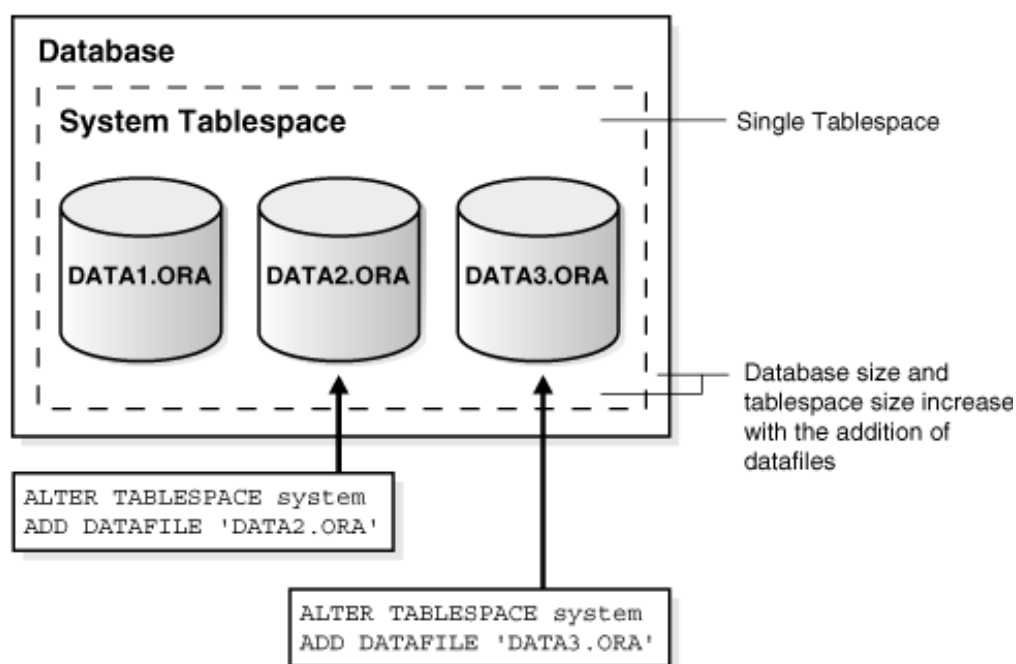 Database
System Tablespace
Single Tablespace
DATA1.ORA
DATA2.ORA
DATA3.ORA
Database size and
tablespace size increase
with the addition of
datafiles
ALTER TABLESPACE system
ADD DATAFILE 'DATA2.ORA'
ALTER TABLESPACE system
ADD DATAFILE 'DATA3.ORA'